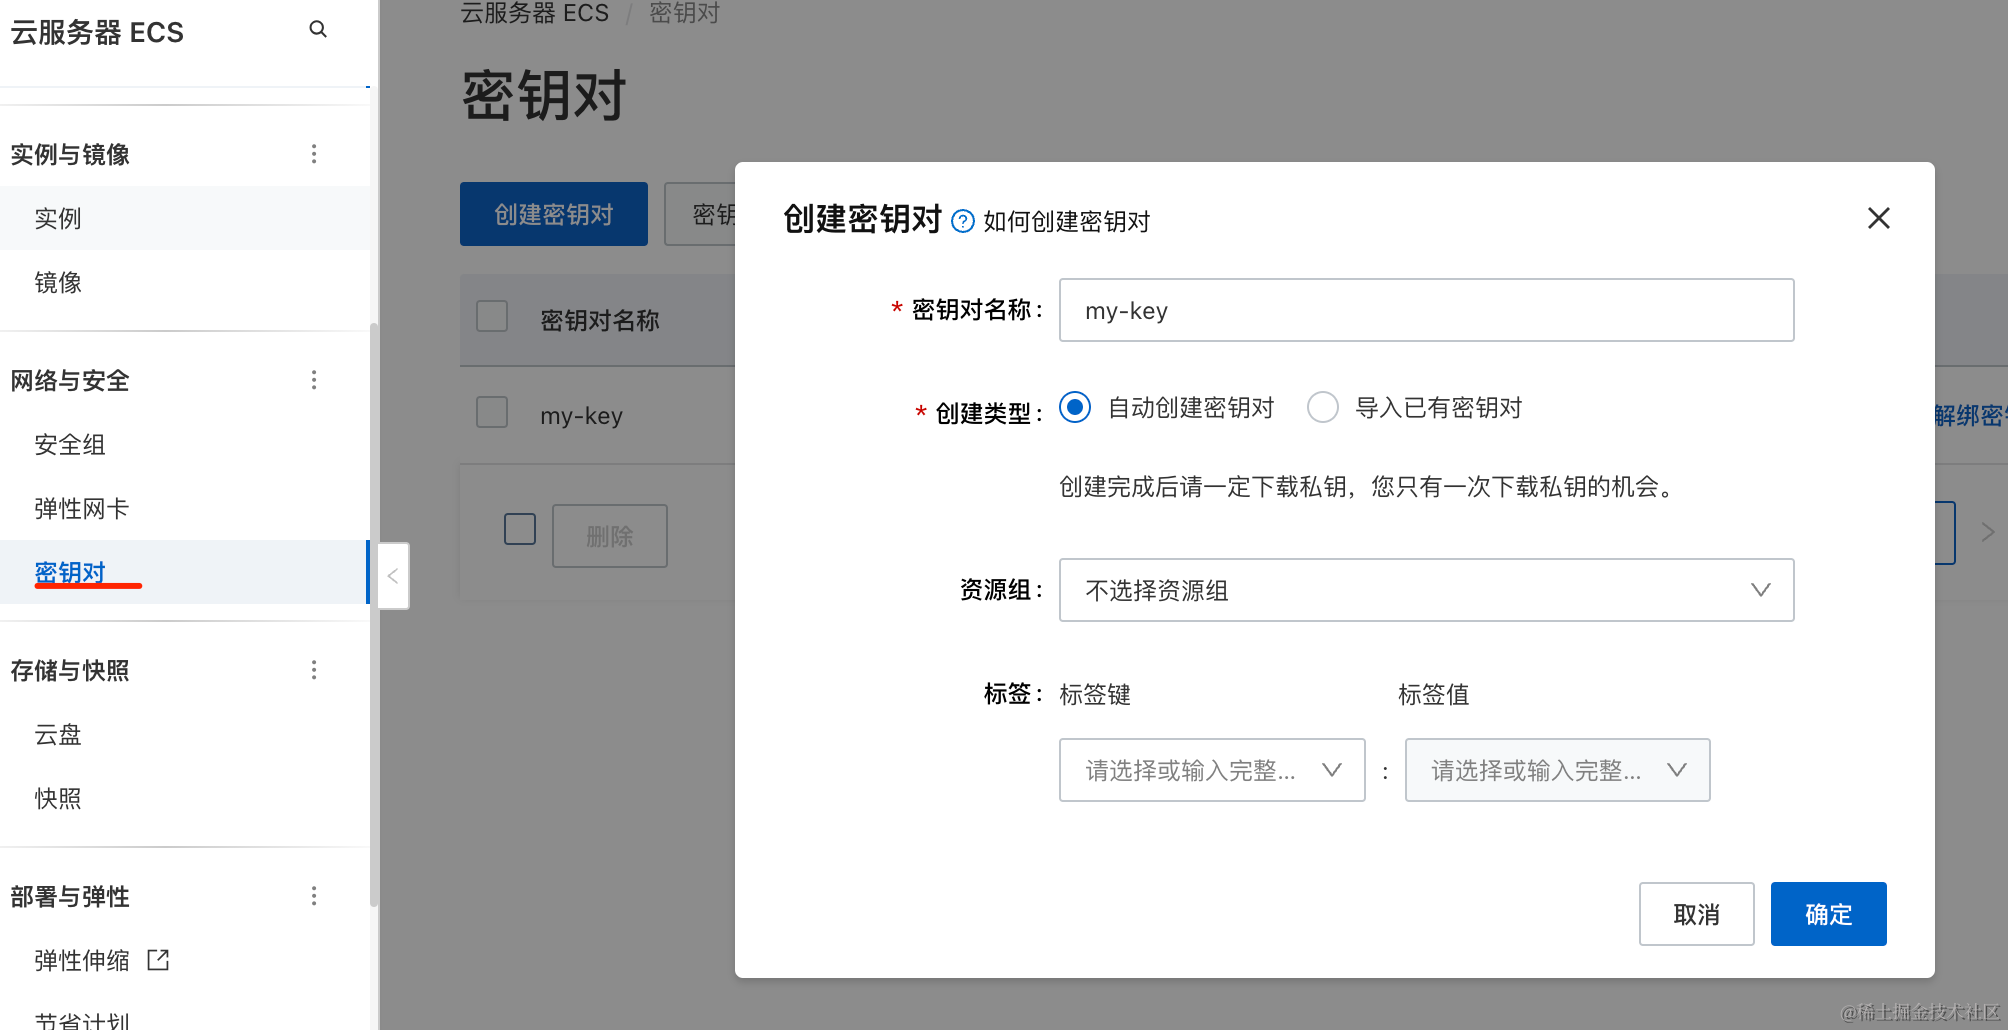 云服务器 ECS
实例与镜像
实例
镜像
网络与安全
安全组
弹性网卡
密钥对
存储与快照
云盘
快照
部署与弹性
弹性伸缩
节省计划
云服务器 ECS / 密钥对
密钥对
创建密钥对
密钥
密钥对名称
my-key
解绑密
删除
创建密钥对 ? 如何创建密钥对
* 密钥对名称:
my-key
* 创建类型:
自动创建密钥对
导入已有密钥对
创建完成后请一定下载私钥，您只有一次下载私钥的机会。
资源组:
不选择资源组
标签:
标签键
标签值
请选择或输入完整...
:
请选择或输入完整...
取消
确定
@稀土掘金技术社区